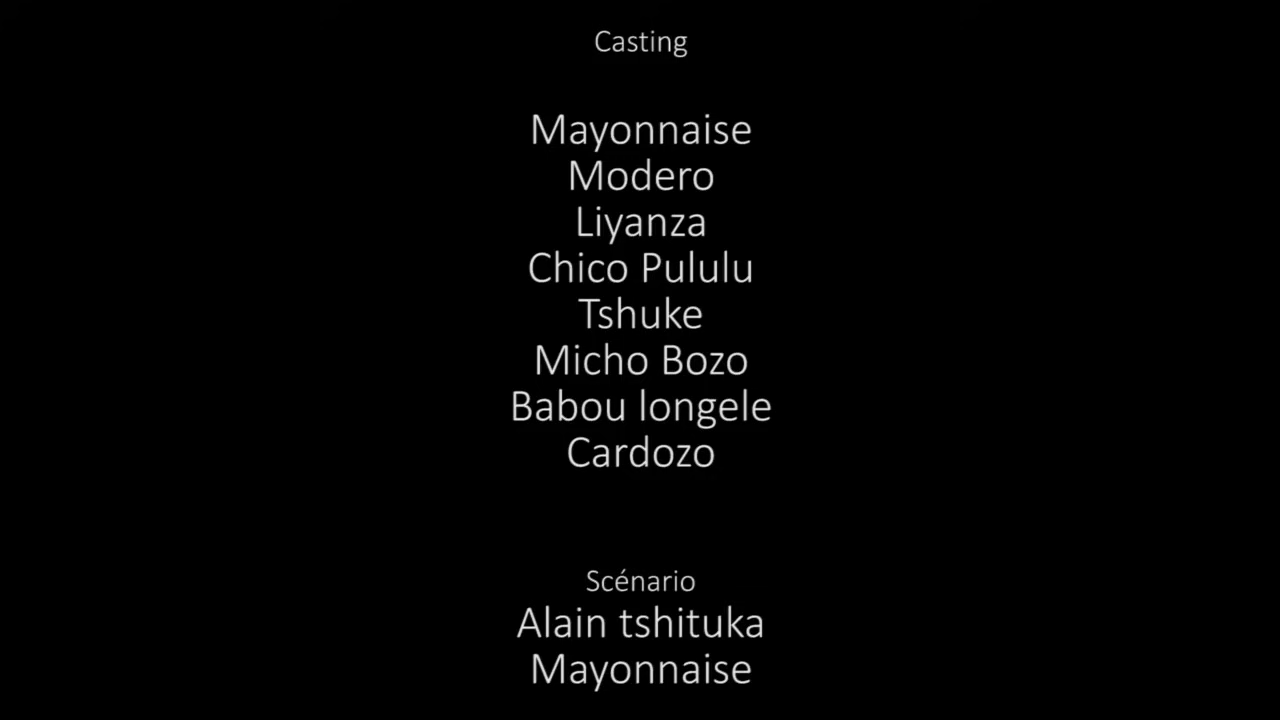 Casting
Mayonnaise
Modero
Liyanza
Chico Pululu
Tshuke
Micho Bozo
Babou longele
Cardozo
Scénario
Alain tshituka
Mayonnaise